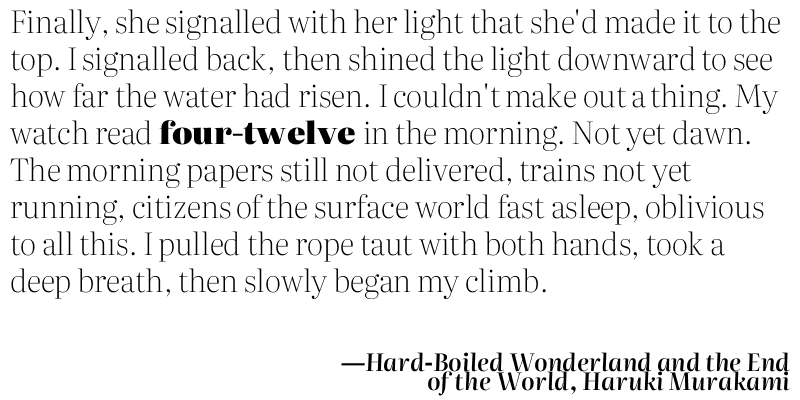 Finally, she signalled with her light that she'd made it to the
top. I signalled back, then shined the light downward to see
how far the water had risen. I couldn't make out a thing. My
watch read four-twelve in the morning. Not yet dawn.
The morning papers still not delivered, trains not yet
running, citizens of the surface world fast asleep, oblivious
to all this. I pulled the rope taut with both hands, took a
deep breath, then slowly began my climb.
—Hard-Boiled Wonderland and the End
of the World, Haruki Murakami